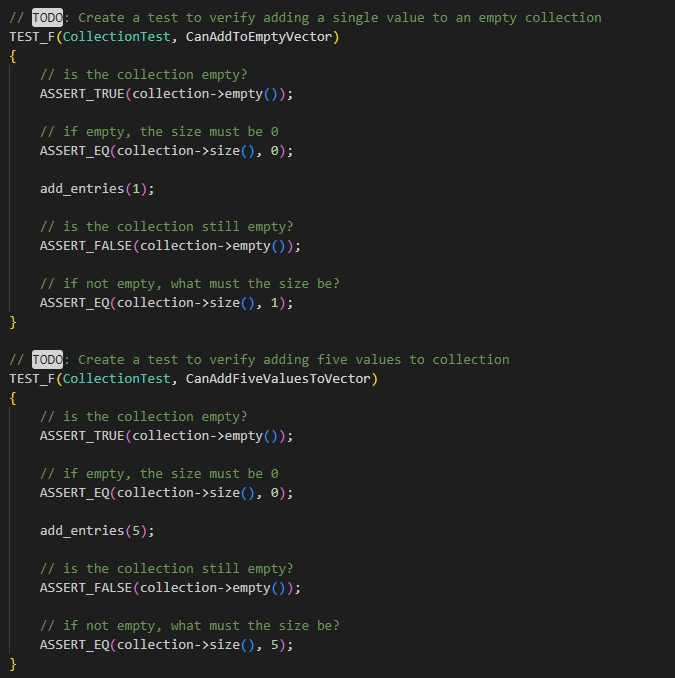 // TODO: Create a test to verify adding a single value to an empty collection
TEST_F(CollectionTest, CanAddToEmptyVector)
{
    // is the collection empty?
    ASSERT_TRUE(collection->empty());

    // if empty, the size must be 0
    ASSERT_EQ(collection->size(), 0);

    add_entries(1);

    // is the collection still empty?
    ASSERT_FALSE(collection->empty());

    // if not empty, what must the size be?
    ASSERT_EQ(collection->size(), 1);
}

// TODO: Create a test to verify adding five values to collection
TEST_F(CollectionTest, CanAddFiveValuesToVector)
{
    // is the collection empty?
    ASSERT_TRUE(collection->empty());

    // if empty, the size must be 0
    ASSERT_EQ(collection->size(), 0);

    add_entries(5);

    // is the collection still empty?
    ASSERT_FALSE(collection->empty());

    // if not empty, what must the size be?
    ASSERT_EQ(collection->size(), 5);
}